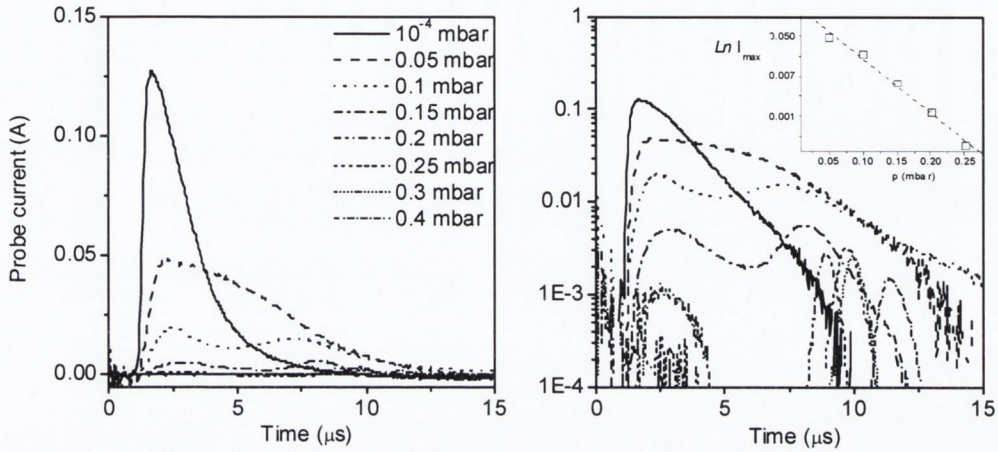 0.15
0.10
0.05
0.00
Probe current (A)
0
5
10
15
Time (μs)
10⁻⁴ mbar
0.05 mbar
0.1 mbar
0.15 mbar
0.2 mbar
0.25 mbar
0.3 mbar
0.4 mbar
1
0.1
0.01
1E-3
1E-4
0
5
10
15
Time (μs)
Ln I max
0.050
0.007
0.001
0.05
0.10
0.15
0.20
0.25
p (mbar)